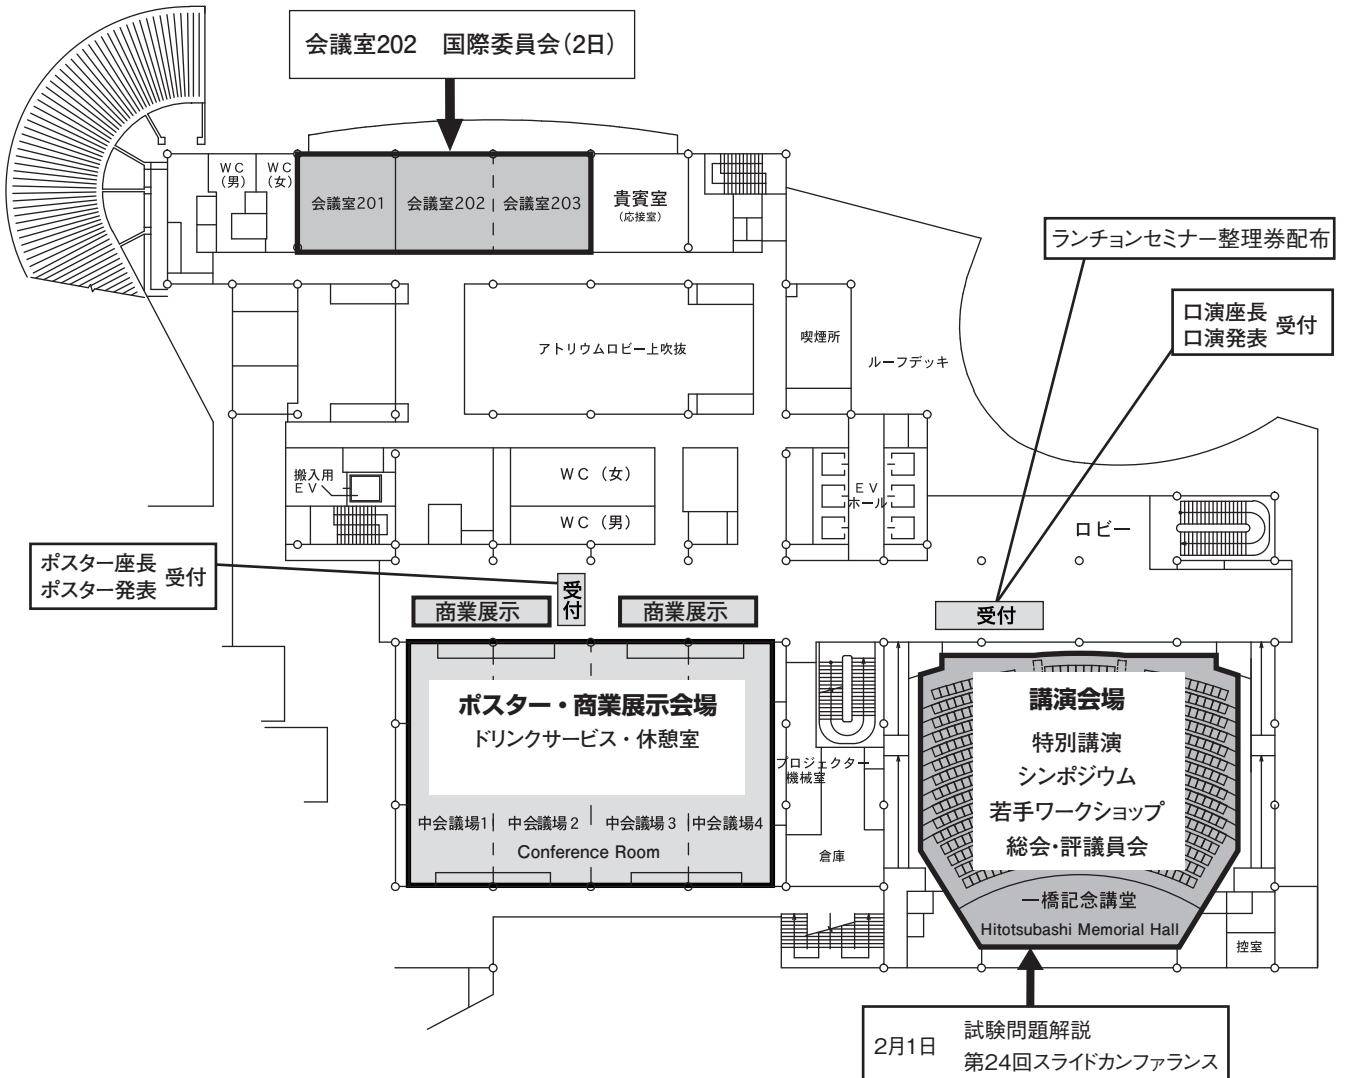 会議室202　国際委員会(2日)
WC
(男)
WC
(女)
会議室201
会議室202
会議室203
貴賓室
(応接室)
ランチョンセミナー整理券配布
口演座長
口演発表
受付
アトリウムロビー上吹抜
喫煙所
ルーフデッキ
搬入用
EV
WC（女）
WC（男）
EV
ホール
ロビー
ポスター座長
ポスター発表
受付
商業展示
受付
商業展示
受付
ポスター・商業展示会場
ドリンクサービス・休憩室
中会議場1
中会議場2
中会議場3
中会議場4
Conference Room
プロジェクター
機械室
倉庫
講演会場
特別講演
シンポジウム
若手ワークショップ
総会・評議員会
一橋記念講堂
Hitotsubashi Memorial Hall
控室
2月1日
試験問題解説
第24回スライドカンファランス